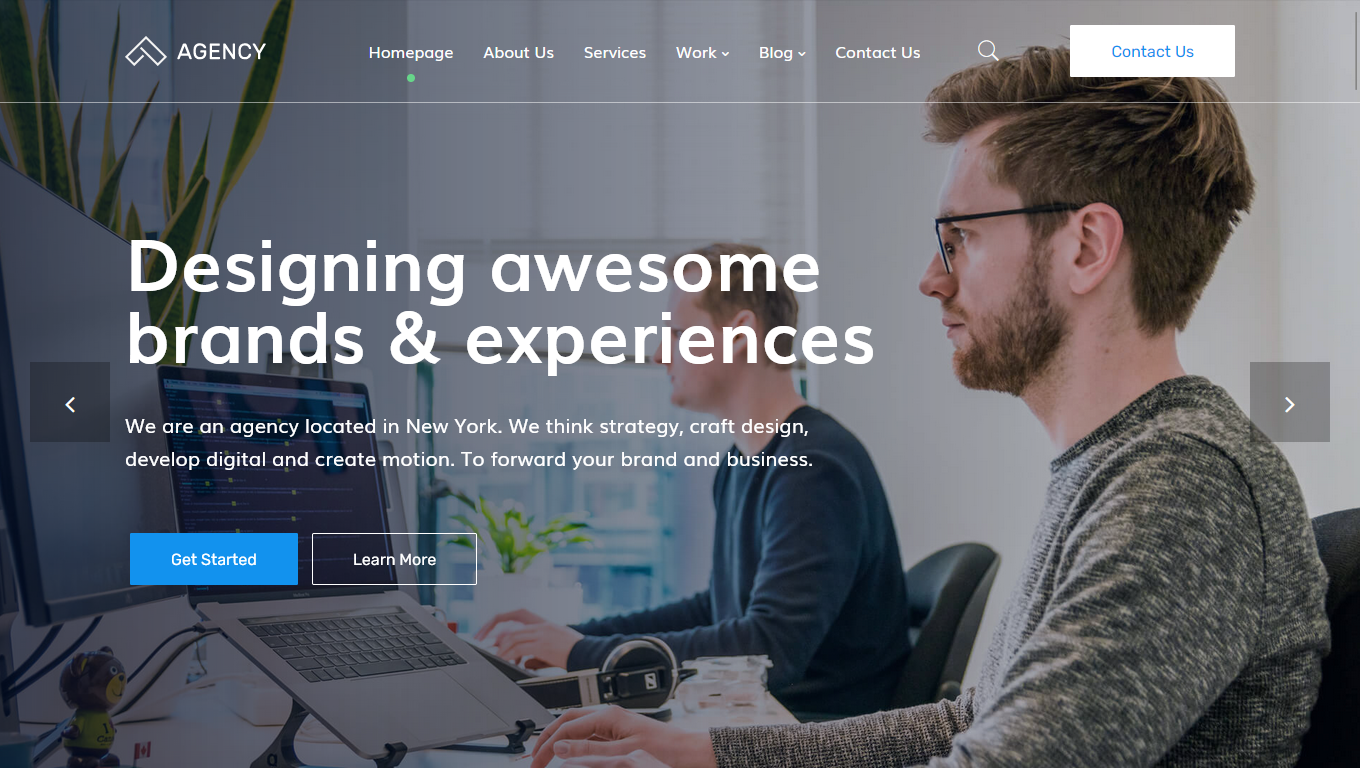 AGENCY
Homepage
About Us
Services
Work
Blog
Contact Us
Contact Us
Designing awesome
brands & experiences
We are an agency located in New York. We think strategy, craft design,
develop digital and create motion. To forward your brand and business.
Get Started
Learn More